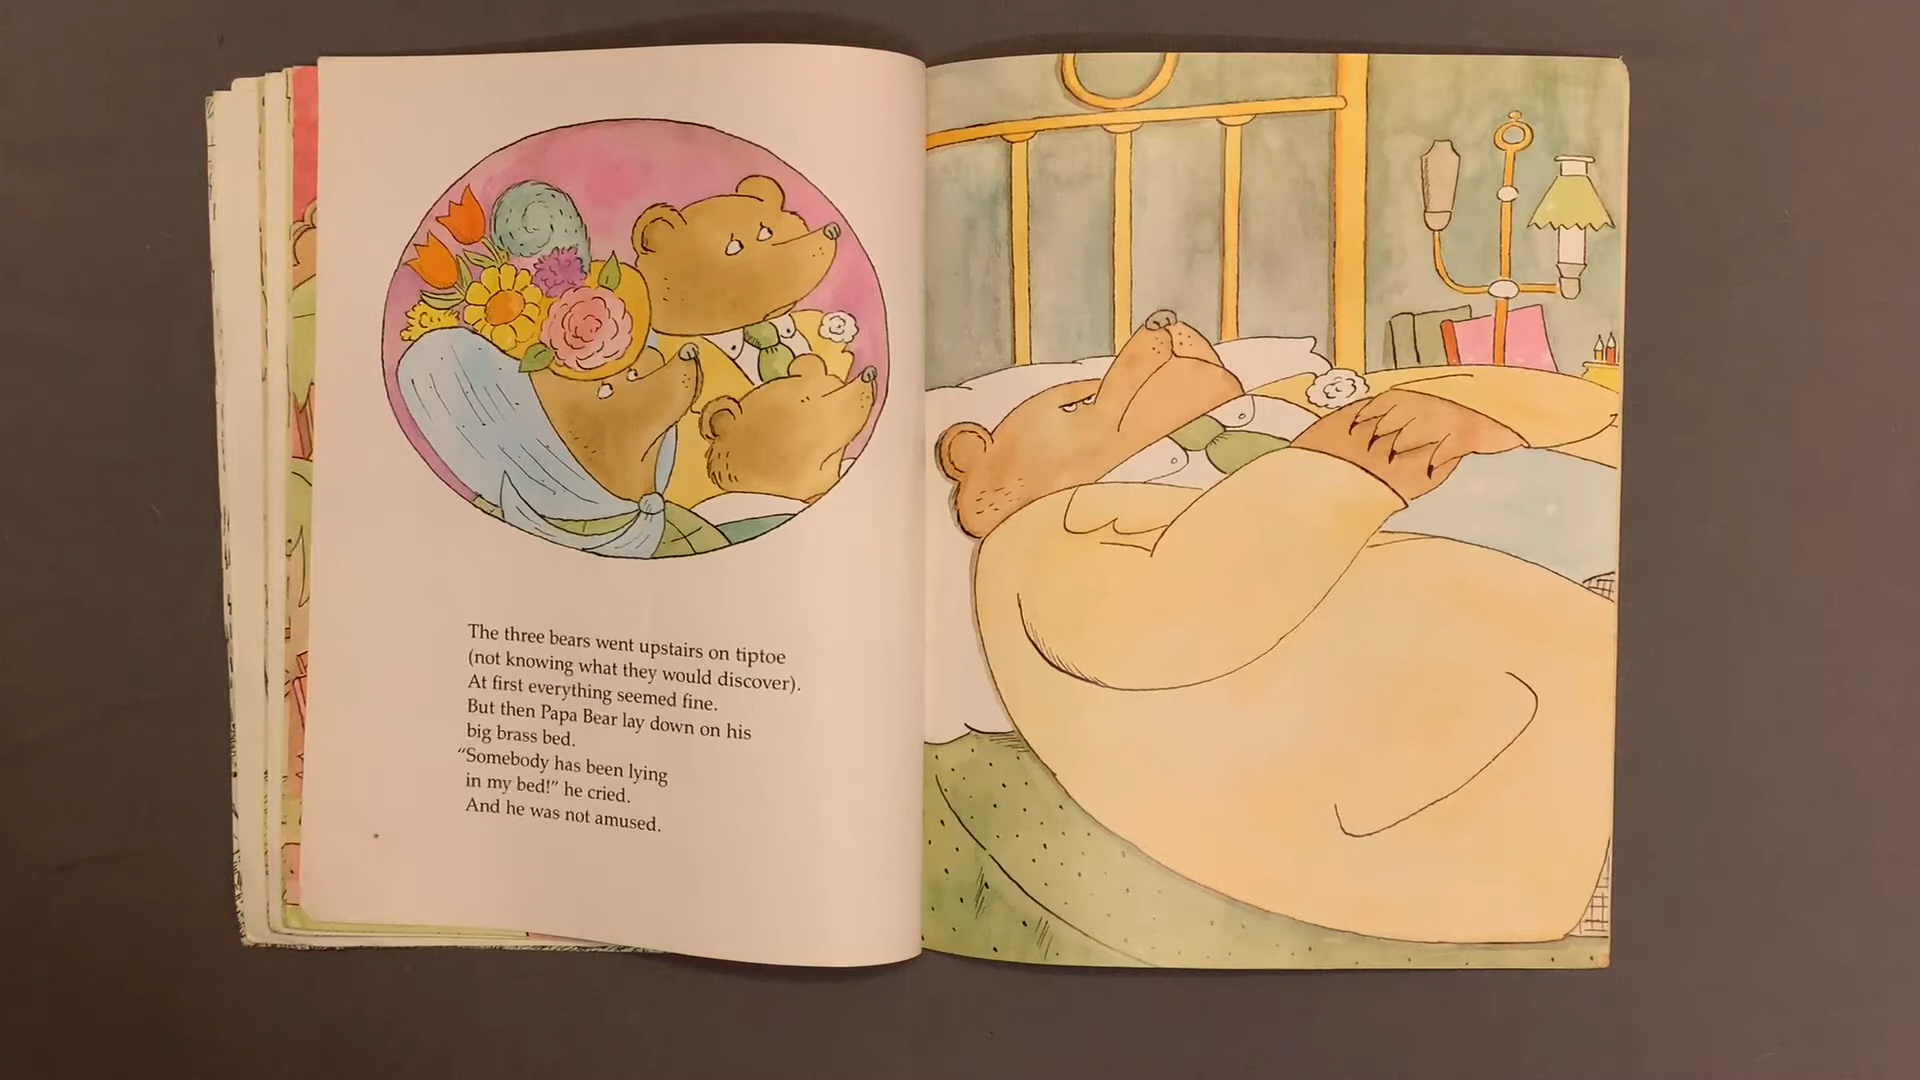 The three bears went upstairs on tiptoe
(not knowing what they would discover).
At first everything seemed fine.
But then Papa Bear lay down on his
big brass bed.
“Somebody has been lying
in my bed!” he cried.
And he was not amused.